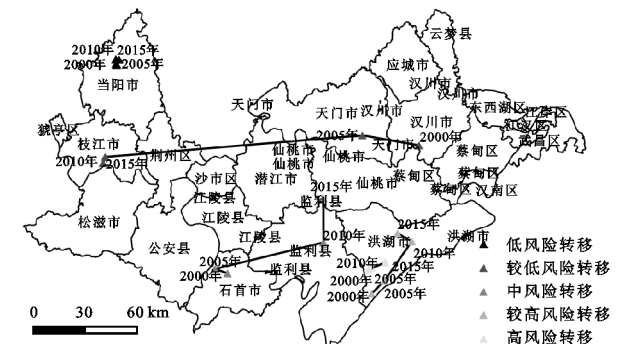 云梦县
2010年 2015年
应城市
2000年 2005年
汉川市
当阳市
汉川市
东西湖区
天门市
江岸区
天门市
汉川市
汉川市
江汉区
猇亭区
武昌区
2005年
2000年
枝江市
仙桃市
天门市
蔡甸区
荆州区
仙桃市
仙桃市
2010年
2015年
沙市区
潜江市
仙桃市
蔡甸区
蔡甸区
2015年
蔡甸区
汉南区
江陵县
监利县
松滋市
江陵县
2015年
公安县
江陵县
2010年
洪湖市
洪湖市
监利县
2010年
低风险转移
2005年
2010年
2015年
2000年
监利县
较低风险转移
2000年
2005年
石首市
2000年
2005年
中风险转移
0 30 60 km
较高风险转移
高风险转移